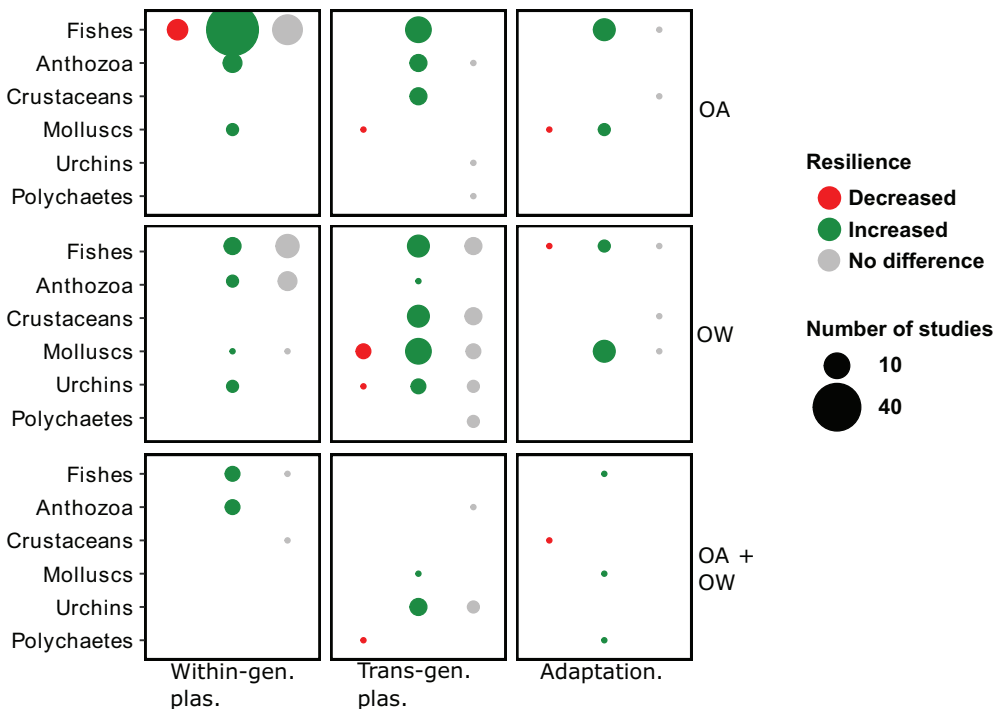 Fishes
Anthozoa
Crustaceans
Molluscs
Urchins
Polychaetes
OA
Fishes
Anthozoa
Crustaceans
Molluscs
Urchins
Polychaetes
OW
Fishes
Anthozoa
Crustaceans
Molluscs
Urchins
Polychaetes
OA +
OW
Within-gen.
plas.
Trans-gen.
plas.
Adaptation.
Resilience
Decreased
Increased
No difference
Number of studies
10
40